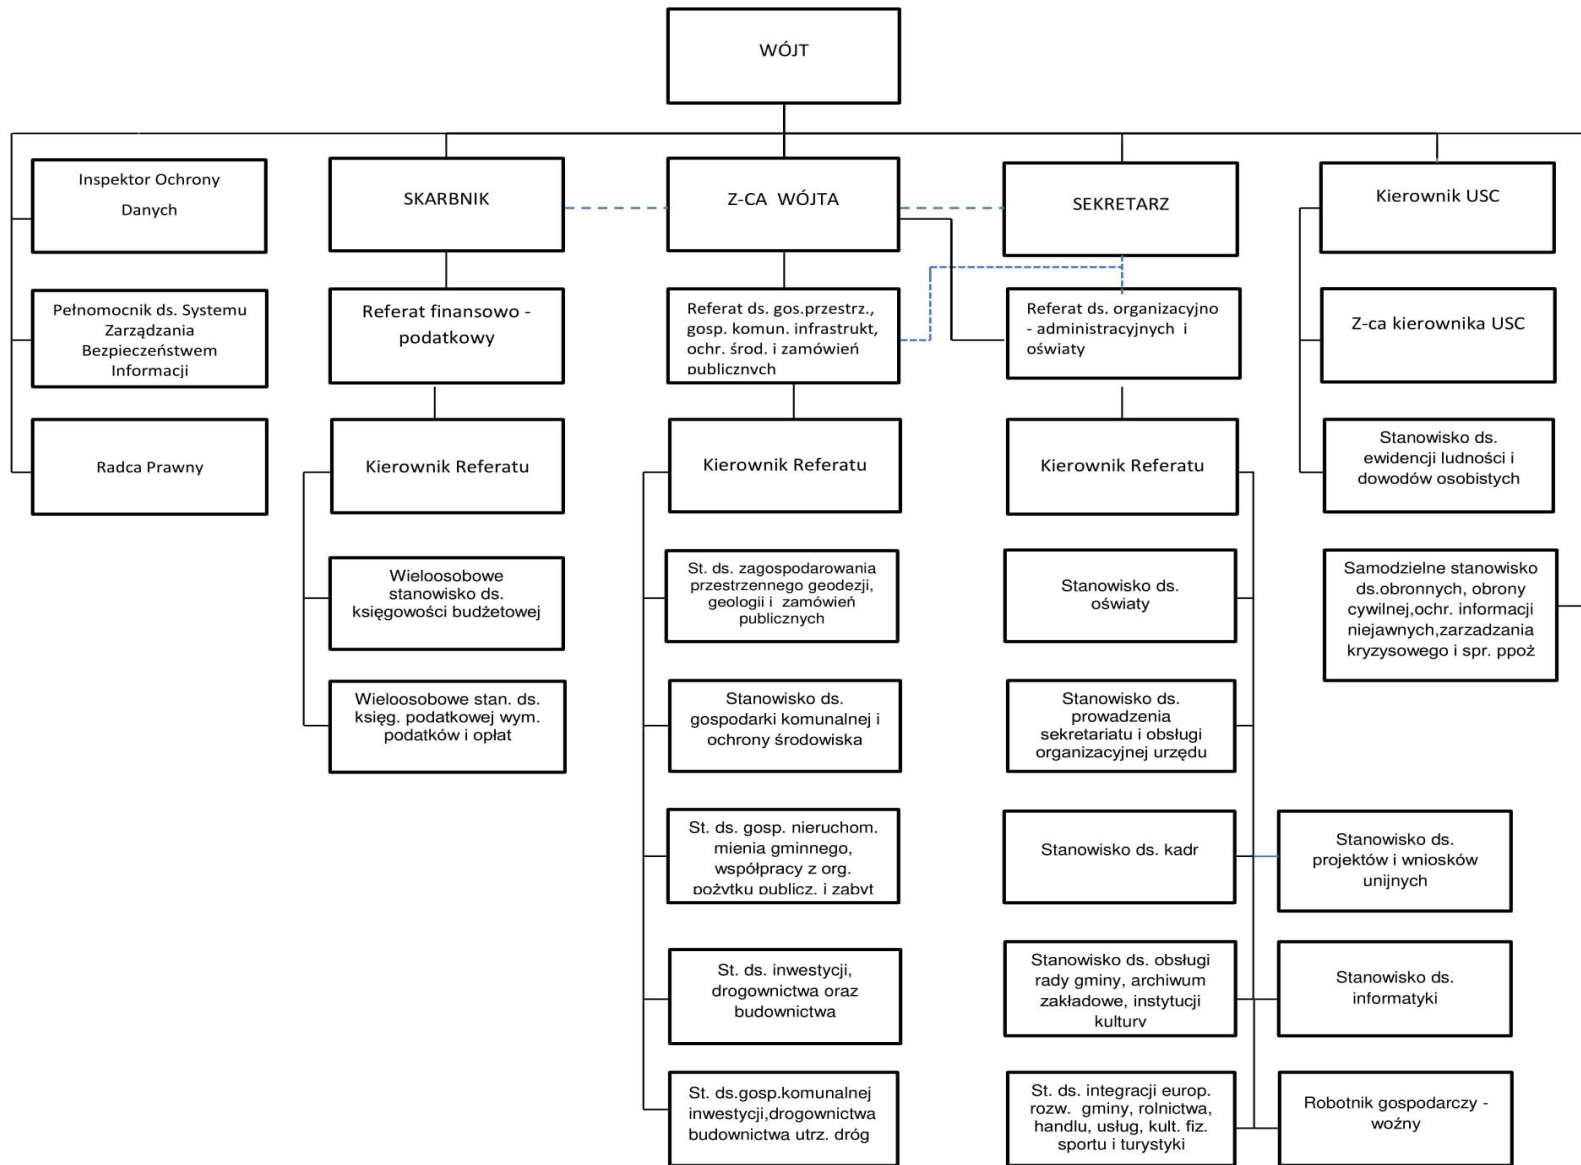 WÓJT
Inspektor Ochrony
Danych
SKARBNIK
Z-CA WÓJTA
SEKRETARZ
Kierownik USC
Pełnomocnik ds. Systemu
Zarządzania
Bezpieczeństwem
Informacji
Referat finansowo -
podatkowy
Referat ds. gos.przestrz.,
gosp. komun. infrastrukt,
ochr. środ. i zamówień
publicznych
Referat ds. organizacyjno
- administracyjnych i
oświaty
Z-ca kierownika USC
Radca Prawny
Kierownik Referatu
Kierownik Referatu
Kierownik Referatu
Stanowisko ds.
ewidencji ludności i
dowodów osobistych
Wieloosobowe
stanowisko ds.
księgowości budżetowej
St. ds. zagospodarowania
przestrzennego geodezji,
geologii i zamówień
publicznych
Stanowisko ds.
oświaty
Samodzielne stanowisko
ds.obronnych, obrony
cywilnej,ochr. informacji
niejawnych,zarzadzania
kryzysowego i spr. ppoż
Wieloosobowe stan. ds.
księg. podatkowej wym.
podatków i opłat
Stanowisko ds.
gospodarki komunalnej i
ochrony środowiska
Stanowisko ds.
prowadzenia
sekretariatu i obsługi
organizacyjnej urzędu
St. ds. gosp. nieruchom.
mienia gminnego,
współpracy z org.
pożytku publicz. i zabyt
Stanowisko ds. kadr
Stanowisko ds.
projektów i wniosków
unijnych
St. ds. inwestycji,
drogownictwa oraz
budownictwa
Stanowisko ds. obsługi
rady gminy, archiwum
zakładowe, instytucji
kultury
Stanowisko ds.
informatyki
St. ds.gosp.komunalnej
inwestycji,drogownictwa
budownictwa utrz. dróg
St. ds. integracji europ.
rozw. gminy, rolnictwa,
handlu, usług, kult. fiz.
sportu i turystyki
Robotnik gospodarczy -
woźny